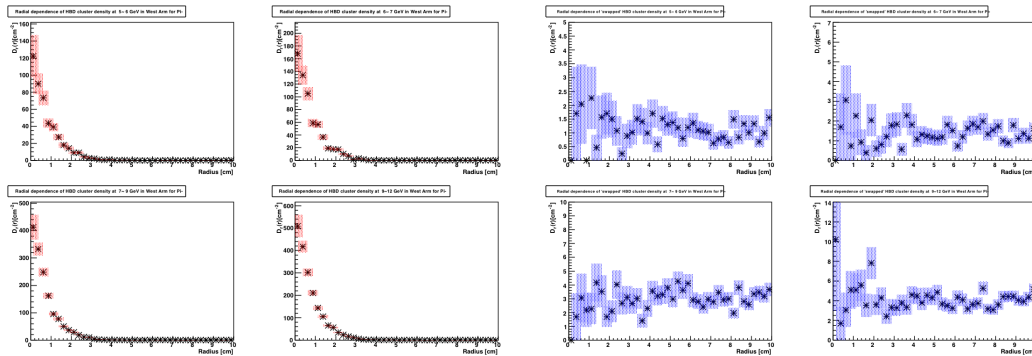 Radial dependence of HBD cluster density at 5− 6 GeV in West Arm for Pi-
D_c(r)[cm^-2]
160
140
120
100
80
60
40
20
0
0 1 2 3 4 5 6 7 8 9 10
Radius [cm]
Radial dependence of HBD cluster density at 6− 7 GeV in West Arm for Pi-
D_c(r)[cm^-2]
200
180
160
140
120
100
80
60
40
20
0
0 1 2 3 4 5 6 7 8 9 10
Radius [cm]
Radial dependence of 'swapped' HBD cluster density at 5− 6 GeV in West Arm for Pi-
D_c(r)[cm^-2]
5
4.5
4
3.5
3
2.5
2
1.5
1
0.5
0
0 1 2 3 4 5 6 7 8 9 10
Radius [cm]
Radial dependence of 'swapped' HBD cluster density at 6− 7 GeV in West Arm for Pi-
D_c(r)[cm^-2]
7
6
5
4
3
2
1
0
0 1 2 3 4 5 6 7 8 9 10
Radius [cm]
Radial dependence of HBD cluster density at 7− 9 GeV in West Arm for Pi-
D_c(r)[cm^-2]
500
400
300
200
100
0
0 1 2 3 4 5 6 7 8 9 10
Radius [cm]
Radial dependence of HBD cluster density at 9−12 GeV in West Arm for Pi-
D_c(r)[cm^-2]
600
500
400
300
200
100
0
0 1 2 3 4 5 6 7 8 9 10
Radius [cm]
Radial dependence of 'swapped' HBD cluster density at 7− 9 GeV in West Arm for Pi-
D_c(r)[cm^-2]
10
9
8
7
6
5
4
3
2
1
0
0 1 2 3 4 5 6 7 8 9 10
Radius [cm]
Radial dependence of 'swapped' HBD cluster density at 9−12 GeV in West Arm for Pi-
D_c(r)[cm^-2]
14
12
10
8
6
4
2
0
0 1 2 3 4 5 6 7 8 9 10
Radius [cm]